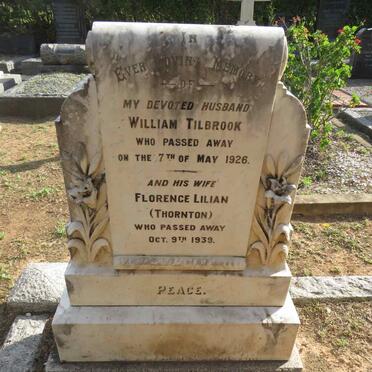 In
Ever Loving Memory
of
my devoted husband
William Tilbrook
who passed away
on the 7th of May 1926.
and his wife
Florence Lilian
(Thornton)
who passed away
Oct. 9th 1939.
Peace.